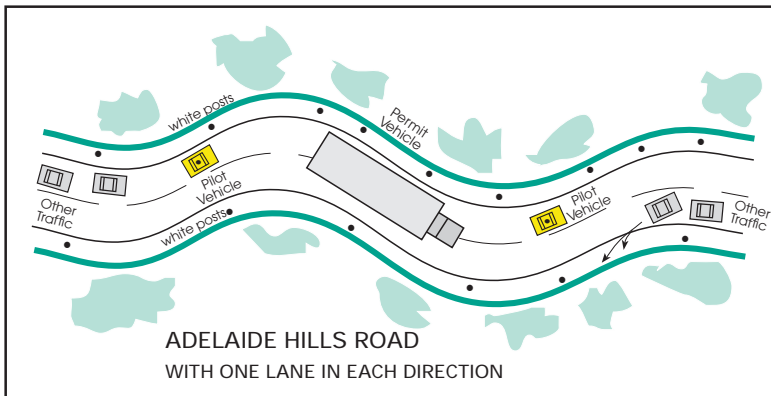 white posts
Permit
Vehicle
Pilot
Vehicle
Other
Traffic
white posts
Pilot
Vehicle
Other
Traffic
ADELAIDE HILLS ROAD
WITH ONE LANE IN EACH DIRECTION